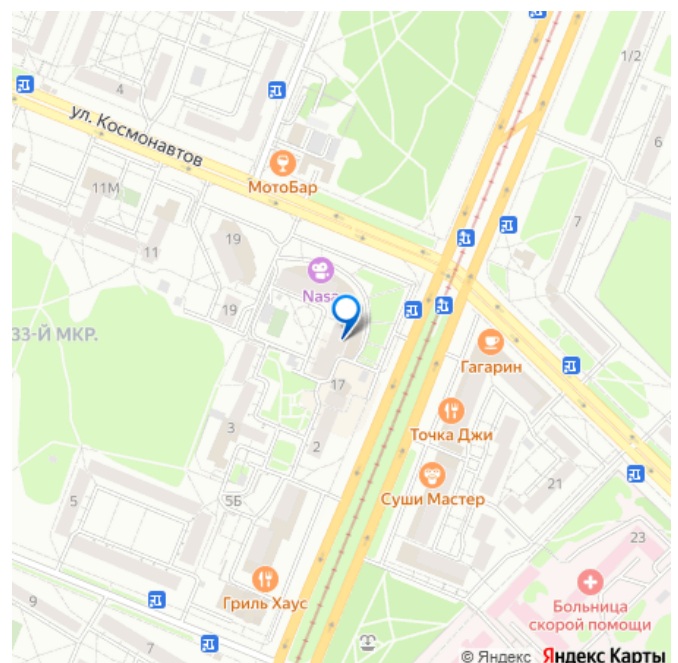 1/2
4
ул. Космонавтов
6
МотоБар
11М
7
19
11
Nasa
19
33-Й МКР.
Гагарин
17
Точка Джи
3
2
Суши Мастер
5
5Б
21
23
Гриль Хаус
Больница
скорой помощи
9
7
© Яндекс Яндекс Карты